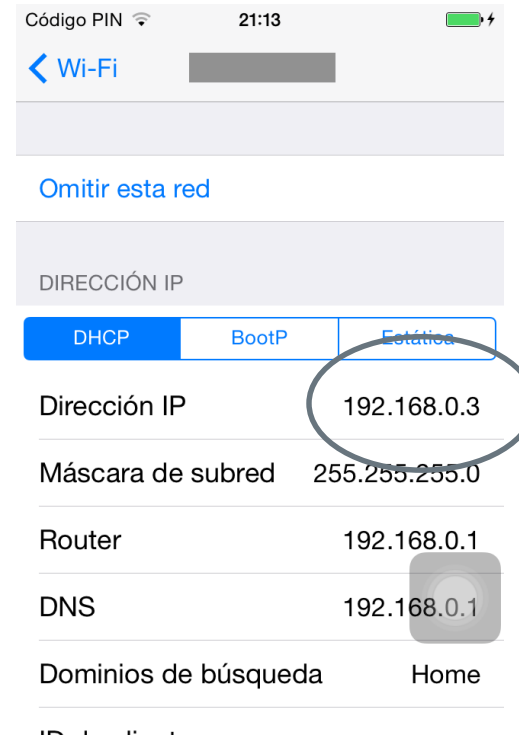 Código PIN 21:13
Wi-Fi
Omitir esta red
DIRECCIÓN IP
DHCP BootP Estática
Dirección IP 192.168.0.3
Máscara de subred 255.255.255.0
Router 192.168.0.1
DNS 192.168.0.1
Dominios de búsqueda Home